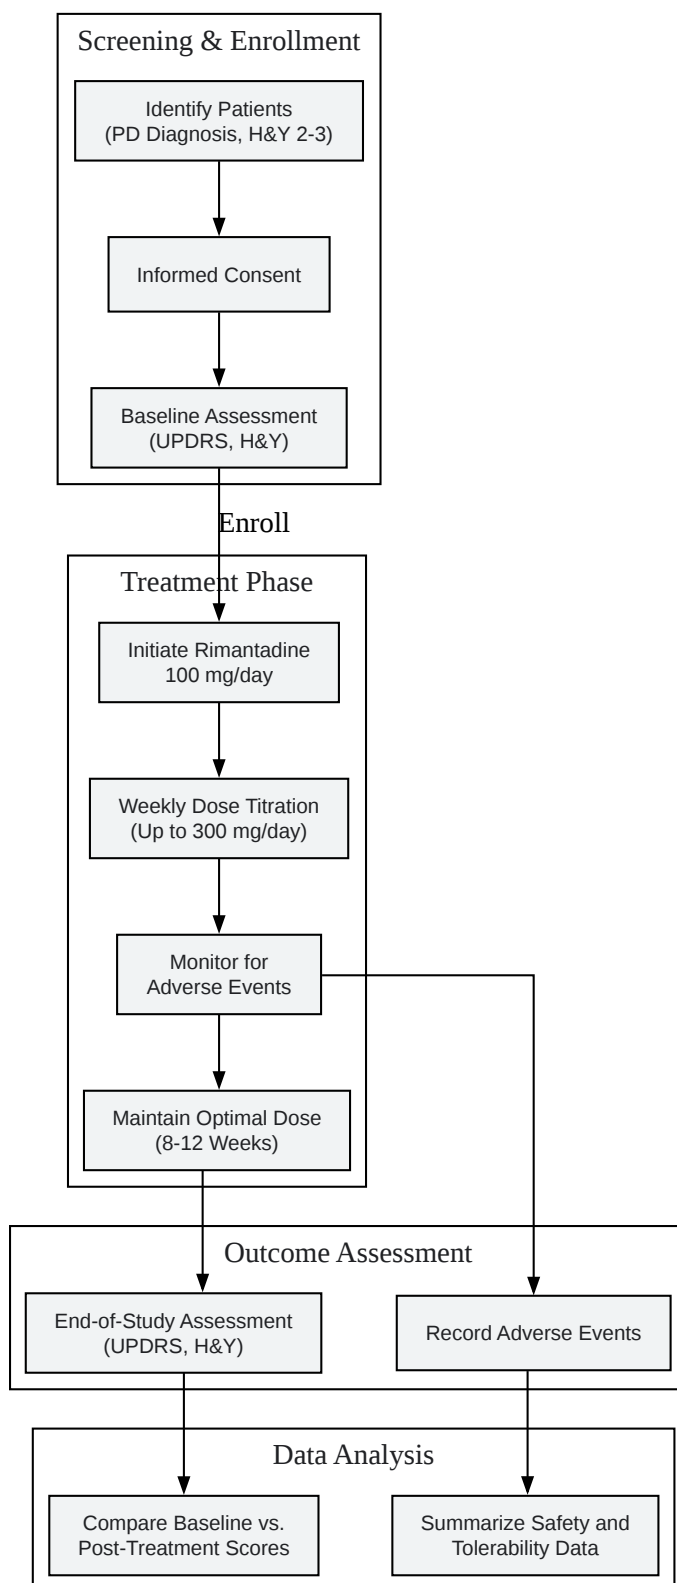 Screening & Enrollment
Identify Patients
(PD Diagnosis, H&Y 2-3)
Informed Consent
Baseline Assessment
(UPDRS, H&Y)
Enroll
Treatment Phase
Initiate Rimantadine
100 mg/day
Weekly Dose Titration
(Up to 300 mg/day)
Monitor for
Adverse Events
Maintain Optimal Dose
(8-12 Weeks)
Outcome Assessment
End-of-Study Assessment
(UPDRS, H&Y)
Record Adverse Events
Data Analysis
Compare Baseline vs.
Post-Treatment Scores
Summarize Safety and
Tolerability Data